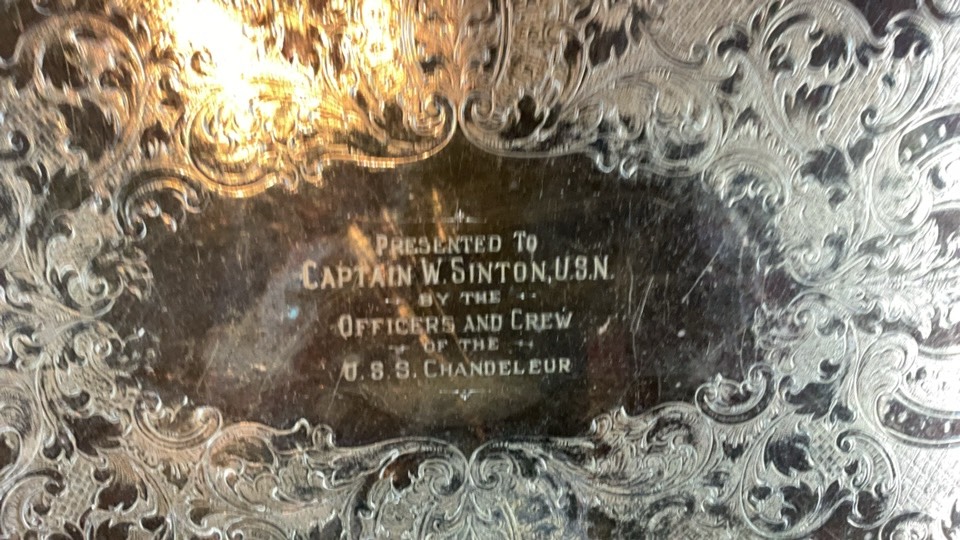 Presented To
Captain W. Sinton, U.S.N.
By The
Officers and Crew
of the
U.S.S. Chandeleur